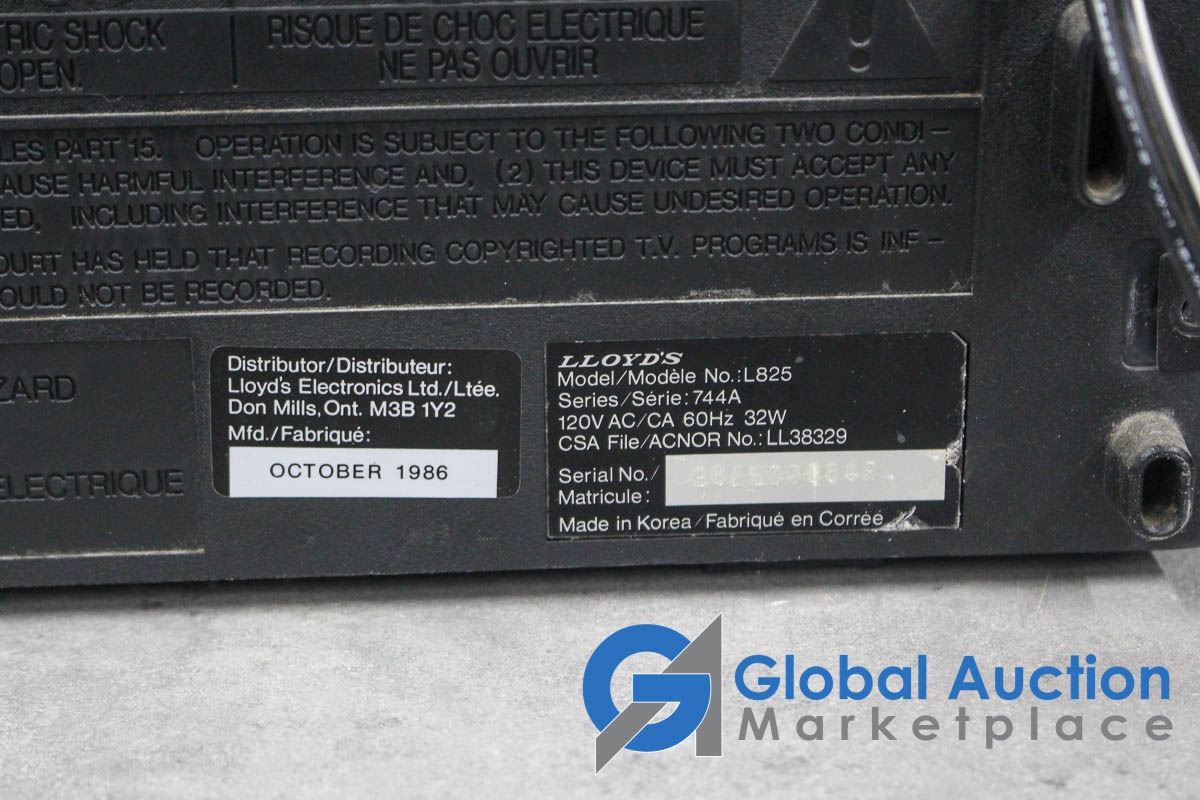 RIC SHOCK
OPEN.
RISQUE DE CHOC ELECTRIQUE
NE PAS OUVRIR
LES PART 15. OPERATION IS SUBJECT TO THE FOLLOWING TWO CONDI-
AUSE HARMFUL INTERFERENCE AND, (2) THIS DEVICE MUST ACCEPT ANY
ED, INCLUDING INTERFERENCE THAT MAY CAUSE UNDESIRED OPERATION.
OURT HAS HELD THAT RECORDING COPYRIGHTED T.V. PROGRAMS IS INF-
OULD NOT BE RECORDED.
ZARD
ELECTRIQUE
Distributor/Distributeur:
Lloyd's Electronics Ltd./Ltée.
Don Mills, Ont. M3B 1Y2
Mfd./Fabriqué:
OCTOBER 1986
LLOYD'S
Model/Modèle No.:L825
Series/Série:744A
120V AC/CA 60Hz 32W
CSA File/ACNOR No.:LL38329
Serial No./
Matricule:
Made in Korea/Fabriqué en Corrée
Global Auction
Marketplace